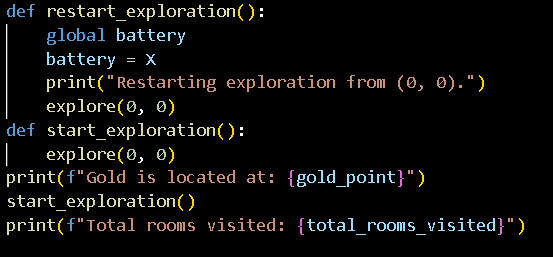 def restart_exploration():
    global battery
    battery = X
    print("Restarting exploration from (0, 0).")
    explore(0, 0)
def start_exploration():
    explore(0, 0)
print(f"Gold is located at: {gold_point}")
start_exploration()
print(f"Total rooms visited: {total_rooms_visited}")